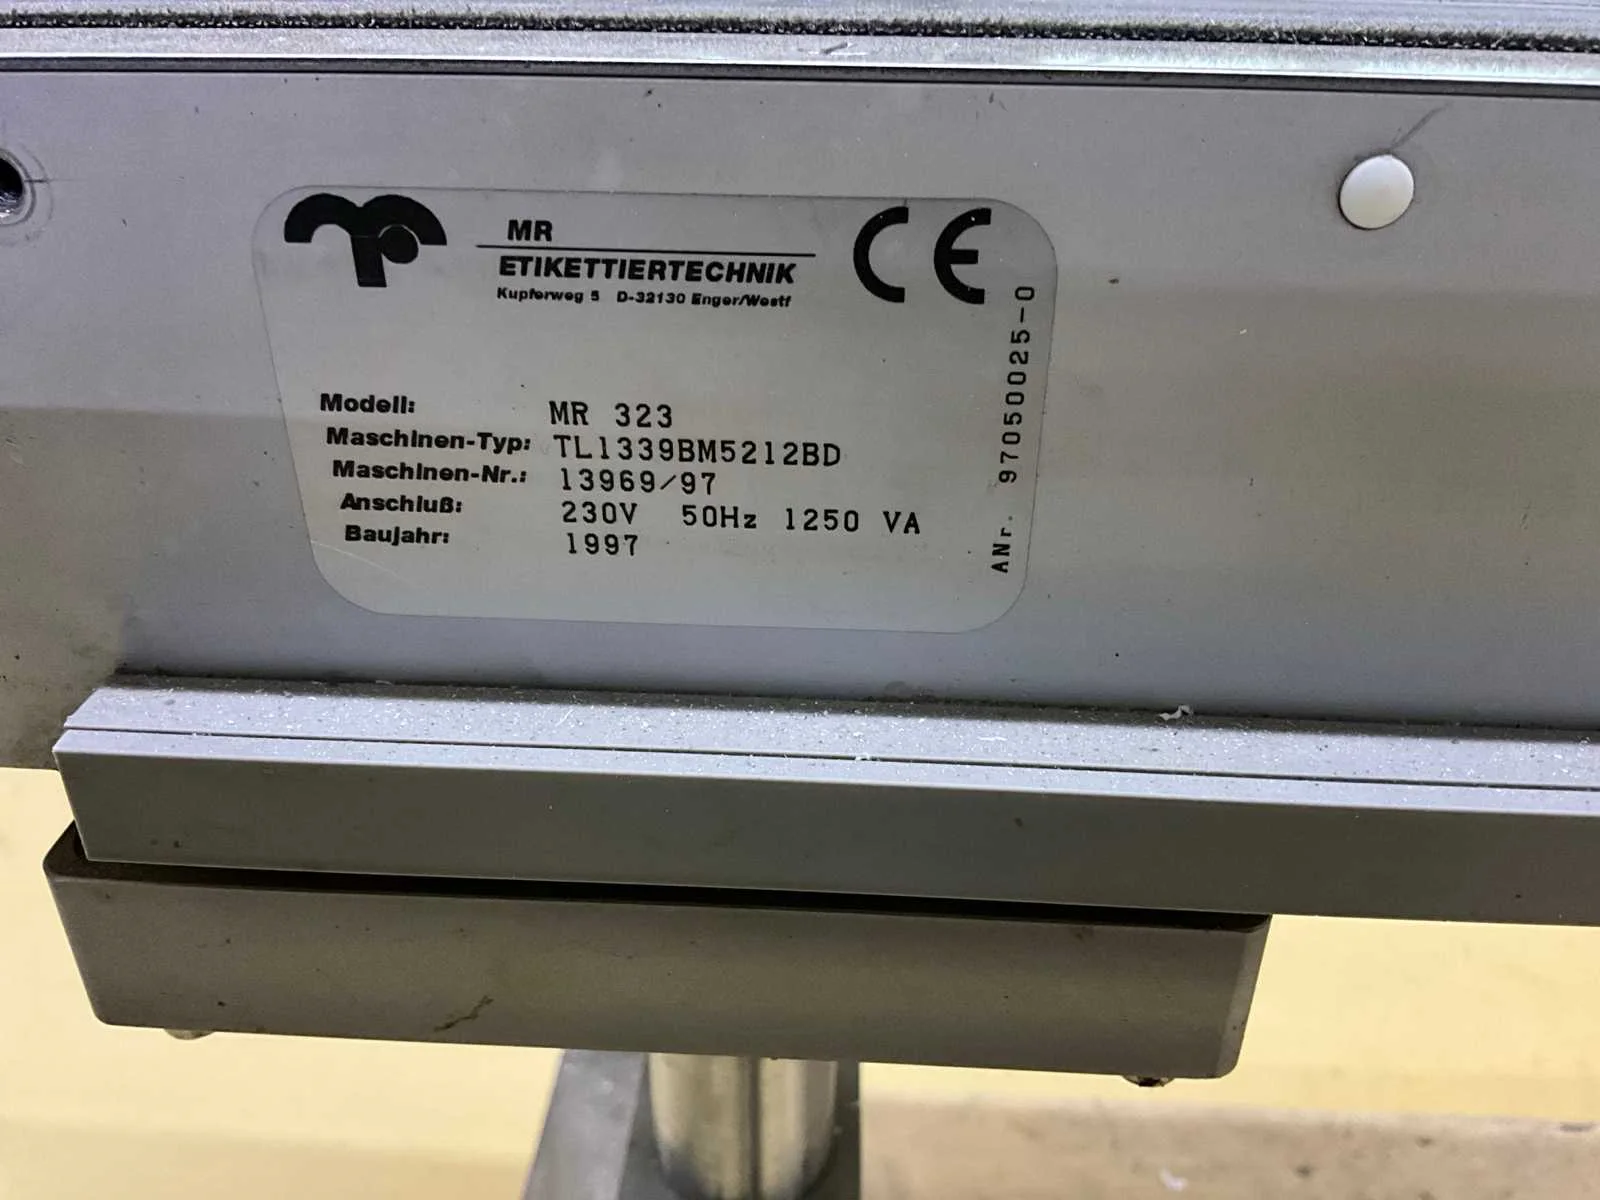 MR
ETIKETTIERTECHNIK
Kupferweg 5 D-32130 Enger/Westf
CE
Modell: MR 323
Maschinen-Typ: TL1339BM5212BD
Maschinen-Nr.: 13969/97
Anschluß: 230V 50Hz 1250 VA
Baujahr: 1997
ANr. 97050025-0